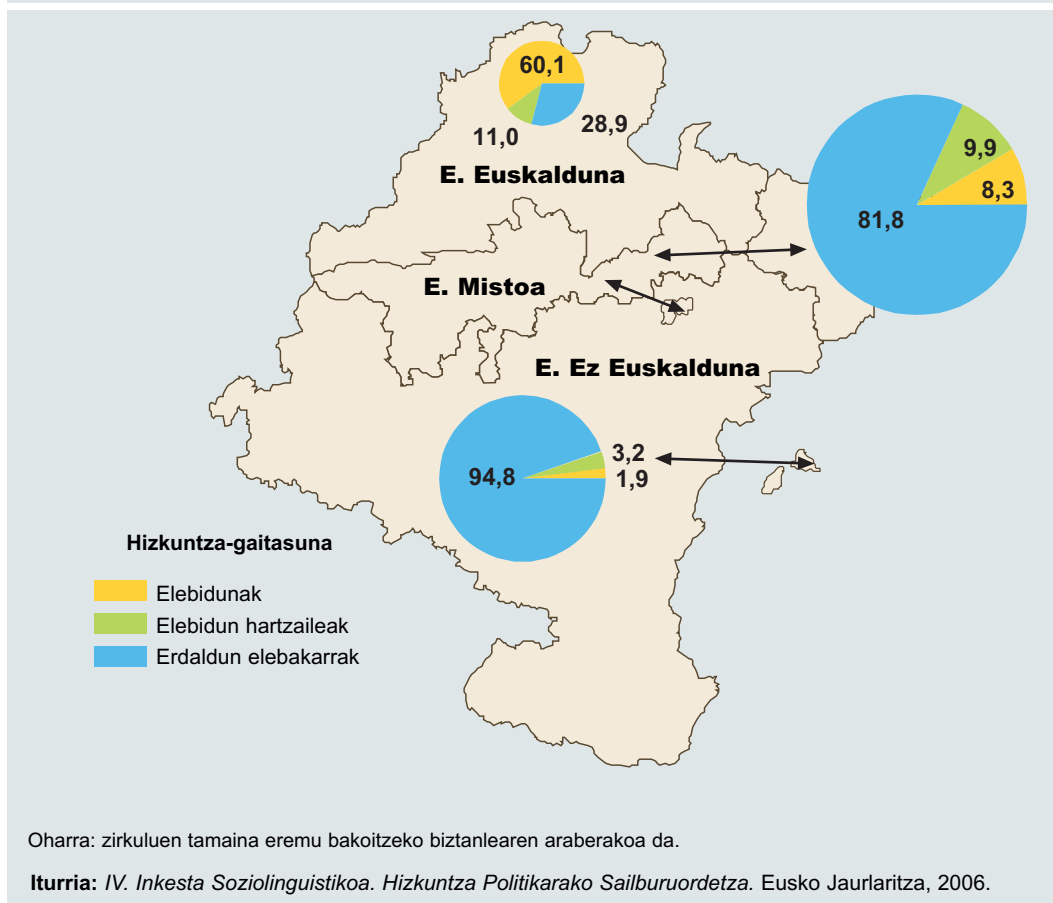 60,1
11,0
28,9
E. Euskalduna
9,9
8,3
81,8
E. Mistoa
E. Ez Euskalduna
94,8
3,2
1,9
Hizkuntza-gaitasuna
Elebidunak
Elebidun hartzaileak
Erdaldun elebakarrak
Oharra: zirkuluen tamaina eremu bakoitzeko biztanlearen araberakoa da.
Iturria: IV. Inkesta Soziolinguistikoa. Hizkuntza Politikarako Sailburuordetza. Eusko Jaurlaritza, 2006.